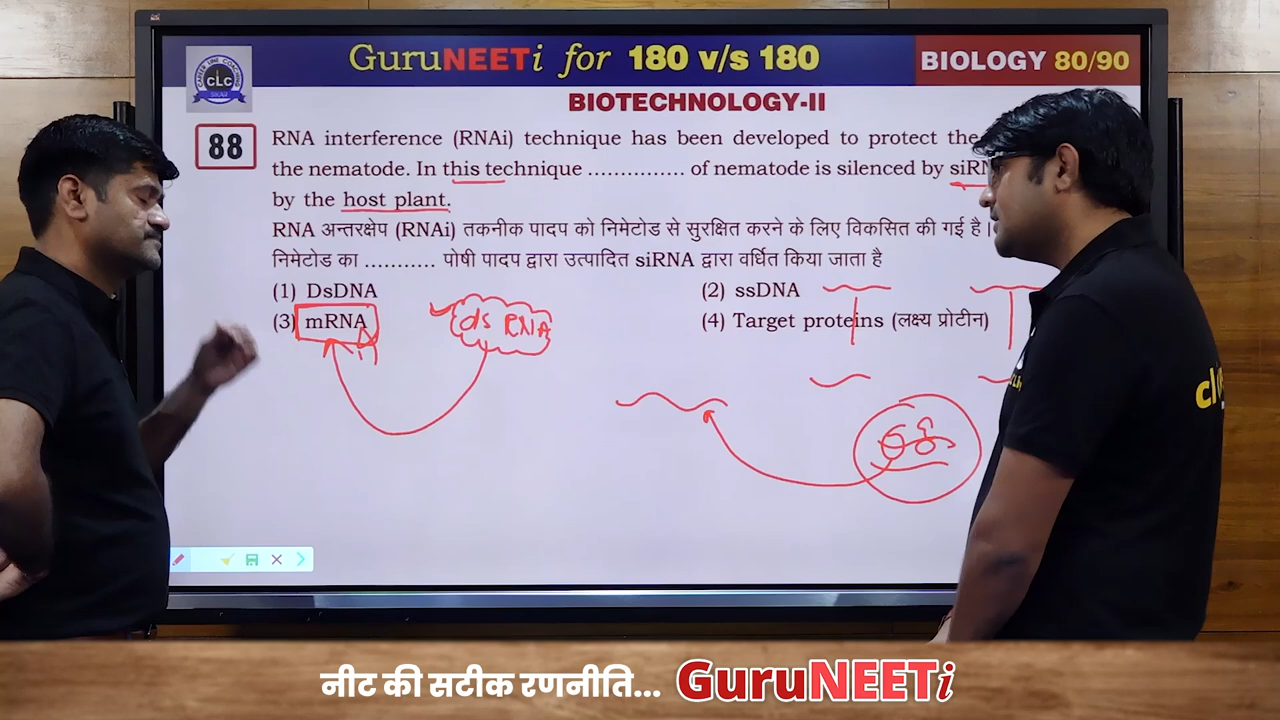 GuruNEETi for 180 v/s 180
BIOLOGY 80/90
CLC
SIKAR
BIOTECHNOLOGY-II
88
RNA interference (RNAi) technique has been developed to protect the
the nematode. In this technique ............... of nematode is silenced by
by the host plant.
RNA अन्तरक्षेप (RNAi) तकनीक पादप को निमेटोड से सुरक्षित करने के लिए विकसित की गई है।
निमेटोड का ........... पोषी पादप द्वारा उत्पादित siRNA द्वारा वर्धित किया जाता है
(1) DsDNA
(2) ssDNA
(3) mRNA
ds RNA
(4) Target proteins (लक्ष्य प्रोटीन)
नीट की सटीक रणनीति... GuruNEETi